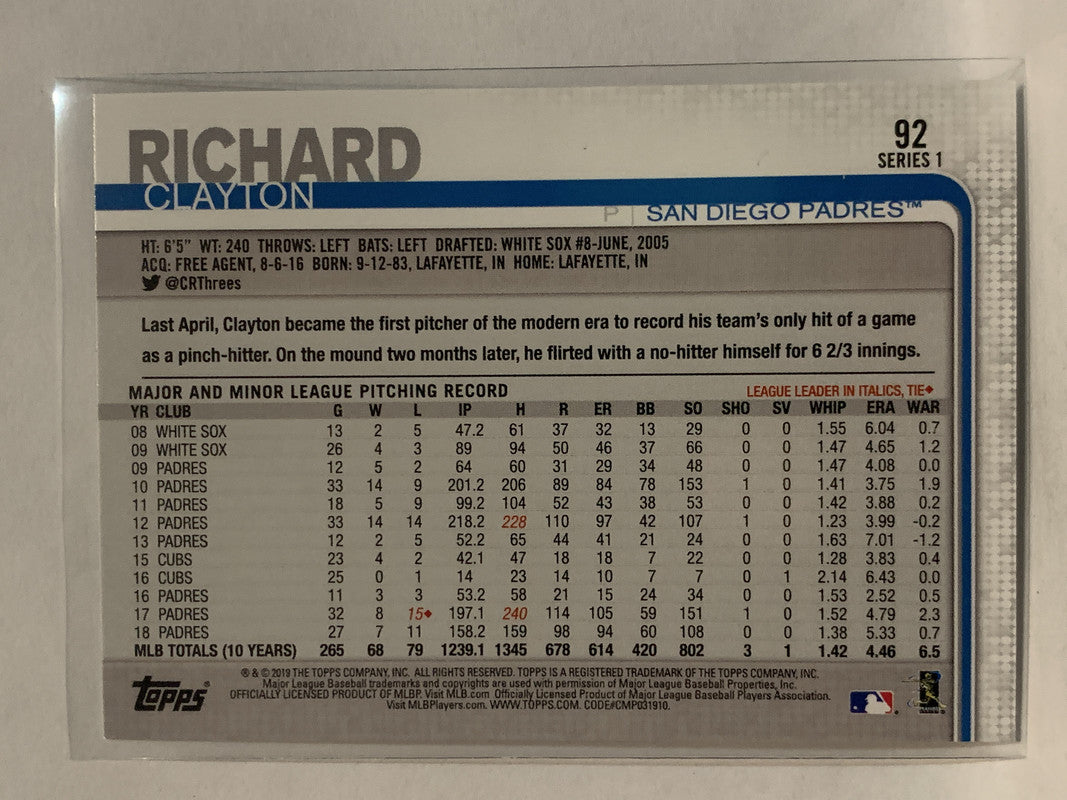 RICHARD
CLAYTON
92
SERIES 1
P | SAN DIEGO PADRES™
HT: 6'5" WT: 240 THROWS: LEFT BATS: LEFT DRAFTED: WHITE SOX #8-JUNE, 2005
ACQ: FREE AGENT, 8-6-16 BORN: 9-12-83, LAFAYETTE, IN HOME: LAFAYETTE, IN
@CRThrees
Last April, Clayton became the first pitcher of the modern era to record his team's only hit of a game
as a pinch-hitter. On the mound two months later, he flirted with a no-hitter himself for 6 2/3 innings.
MAJOR AND MINOR LEAGUE PITCHING RECORD LEAGUE LEADER IN ITALICS, TIE◆
YR CLUB G W L IP H R ER BB SO SHO SV WHIP ERA WAR
08 WHITE SOX 13 2 5 47.2 61 37 32 13 29 0 0 1.55 6.04 0.7
09 WHITE SOX 26 4 3 89 94 50 46 37 66 0 0 1.47 4.65 1.2
09 PADRES 12 5 2 64 60 31 29 34 48 0 0 1.47 4.08 0.0
10 PADRES 33 14 9 201.2 206 89 84 78 153 1 0 1.41 3.75 1.9
11 PADRES 18 5 9 99.2 104 52 43 38 53 0 0 1.42 3.88 0.2
12 PADRES 33 14 14 218.2 228 110 97 42 107 1 0 1.23 3.99 -0.2
13 PADRES 12 2 5 52.2 65 44 41 21 24 0 0 1.63 7.01 -1.2
15 CUBS 23 4 2 42.1 47 18 18 7 22 0 0 1.28 3.83 0.4
16 CUBS 25 0 1 14 23 14 10 7 7 0 1 2.14 6.43 0.0
16 PADRES 11 3 3 53.2 58 21 15 24 34 0 0 1.53 2.52 0.5
17 PADRES 32 8 15◆ 197.1 240 114 105 59 151 1 0 1.52 4.79 2.3
18 PADRES 27 7 11 158.2 159 98 94 60 108 0 0 1.38 5.33 0.7
MLB TOTALS (10 YEARS) 265 68 79 1239.1 1345 678 614 420 802 3 1 1.42 4.46 6.5
® & © 2019 THE TOPPS COMPANY, INC. ALL RIGHTS RESERVED. TOPPS IS A REGISTERED TRADEMARK OF THE TOPPS COMPANY, INC.
Major League Baseball trademarks and copyrights are used with permission of Major League Baseball Properties, Inc.
OFFICIALLY LICENSED PRODUCT OF MLBP. Visit MLB.com Officially Licensed Product of Major League Baseball Players Association.
Visit MLBPlayers.com. WWW.TOPPS.COM. CODE#CMP031910.
Topps®